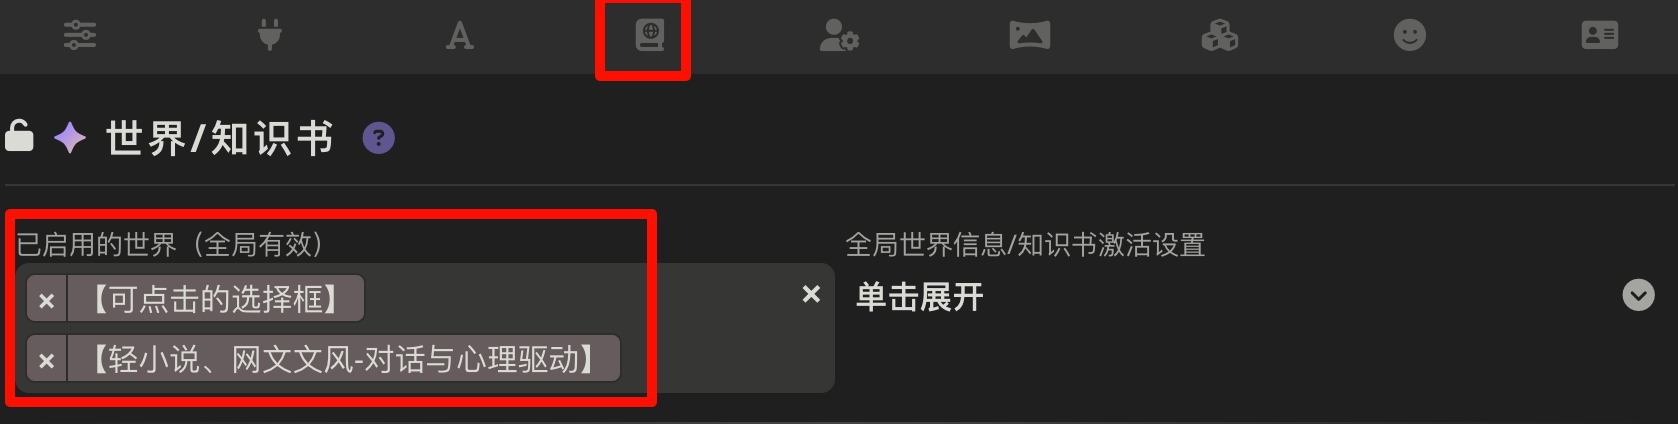 世界/知识书 ?
已启用的世界（全局有效）
全局世界信息/知识书激活设置
× 【可点击的选择框】
×
单击展开
× 【轻小说、网文文风-对话与心理驱动】